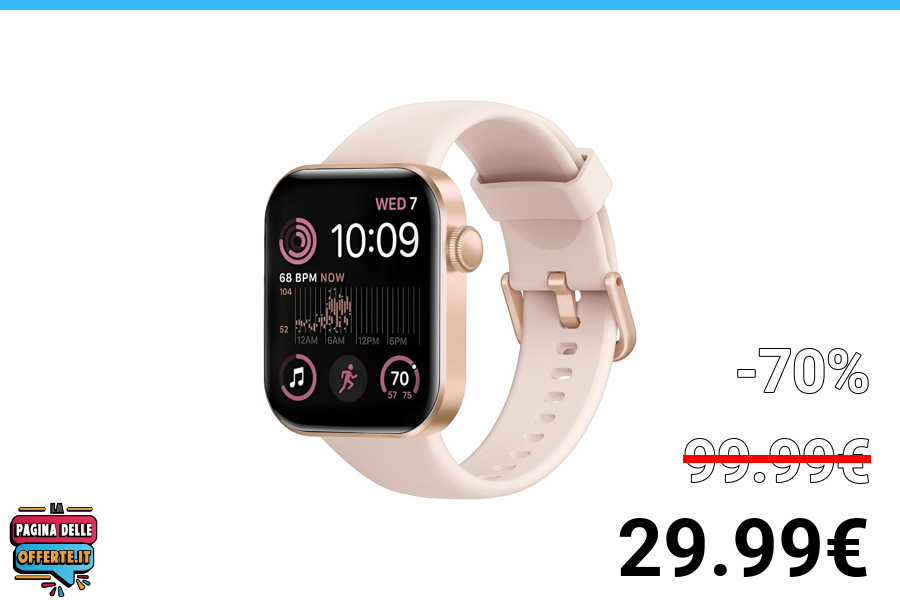 WED 7
10:09
68 BPM NOW
104
52
12AM 6AM 12PM 6PM
70
57 75
-70%
99.99€
29.99€
LA
PAGINA DELLE
OFFERTE.IT